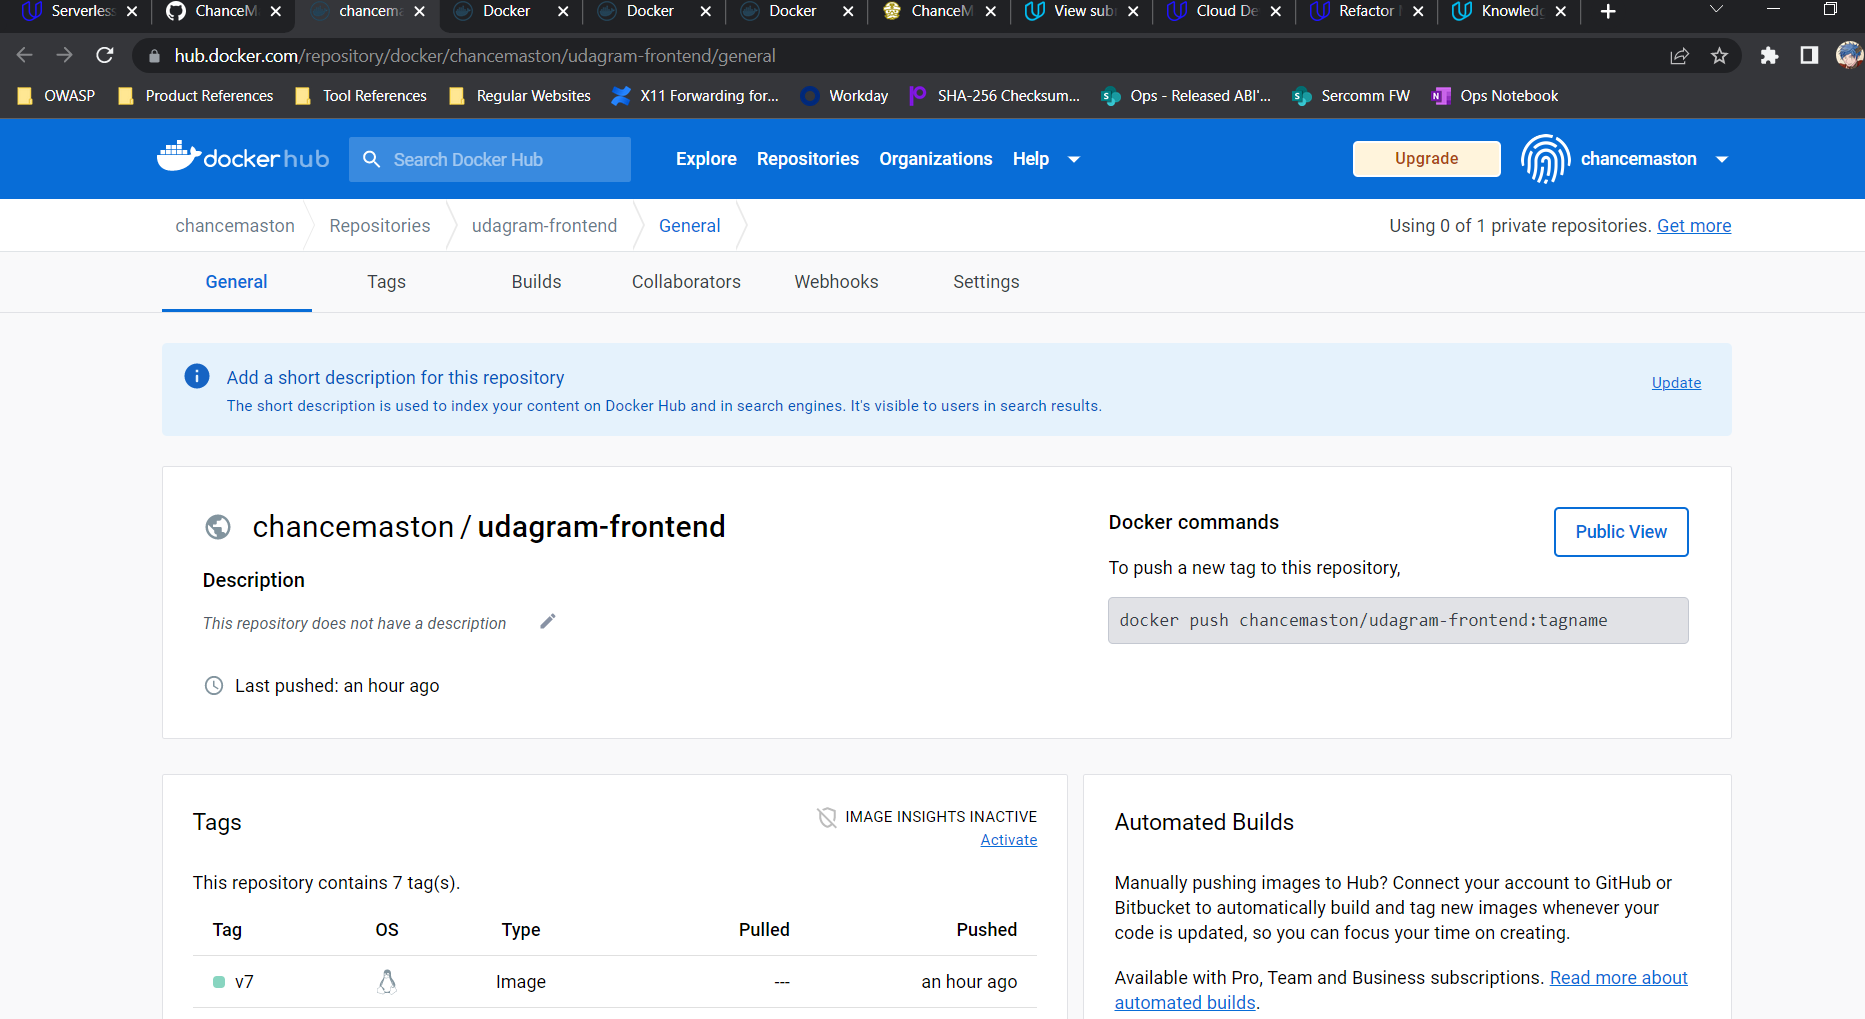 Serverless ChanceM chancema Docker Docker Docker ChanceM View sub Cloud De Refactor Knowledg
hub.docker.com/repository/docker/chancemaston/udagram-frontend/general
OWASP Product References Tool References Regular Websites X11 Forwarding for... Workday SHA-256 Checksum... Ops - Released ABI'... Sercomm FW Ops Notebook
docker hub Search Docker Hub Explore Repositories Organizations Help Upgrade chancemaston
chancemaston Repositories udagram-frontend General Using 0 of 1 private repositories. Get more
General Tags Builds Collaborators Webhooks Settings
Add a short description for this repository
Update
The short description is used to index your content on Docker Hub and in search engines. It's visible to users in search results.
chancemaston / udagram-frontend
Description
This repository does not have a description
Last pushed: an hour ago
Docker commands
Public View
To push a new tag to this repository,
docker push chancemaston/udagram-frontend:tagname
Tags
IMAGE INSIGHTS INACTIVE
Activate
This repository contains 7 tag(s).
Tag OS Type Pulled Pushed
v7 Image --- an hour ago
Automated Builds
Manually pushing images to Hub? Connect your account to GitHub or
Bitbucket to automatically build and tag new images whenever your
code is updated, so you can focus your time on creating.
Available with Pro, Team and Business subscriptions. Read more about
automated builds.